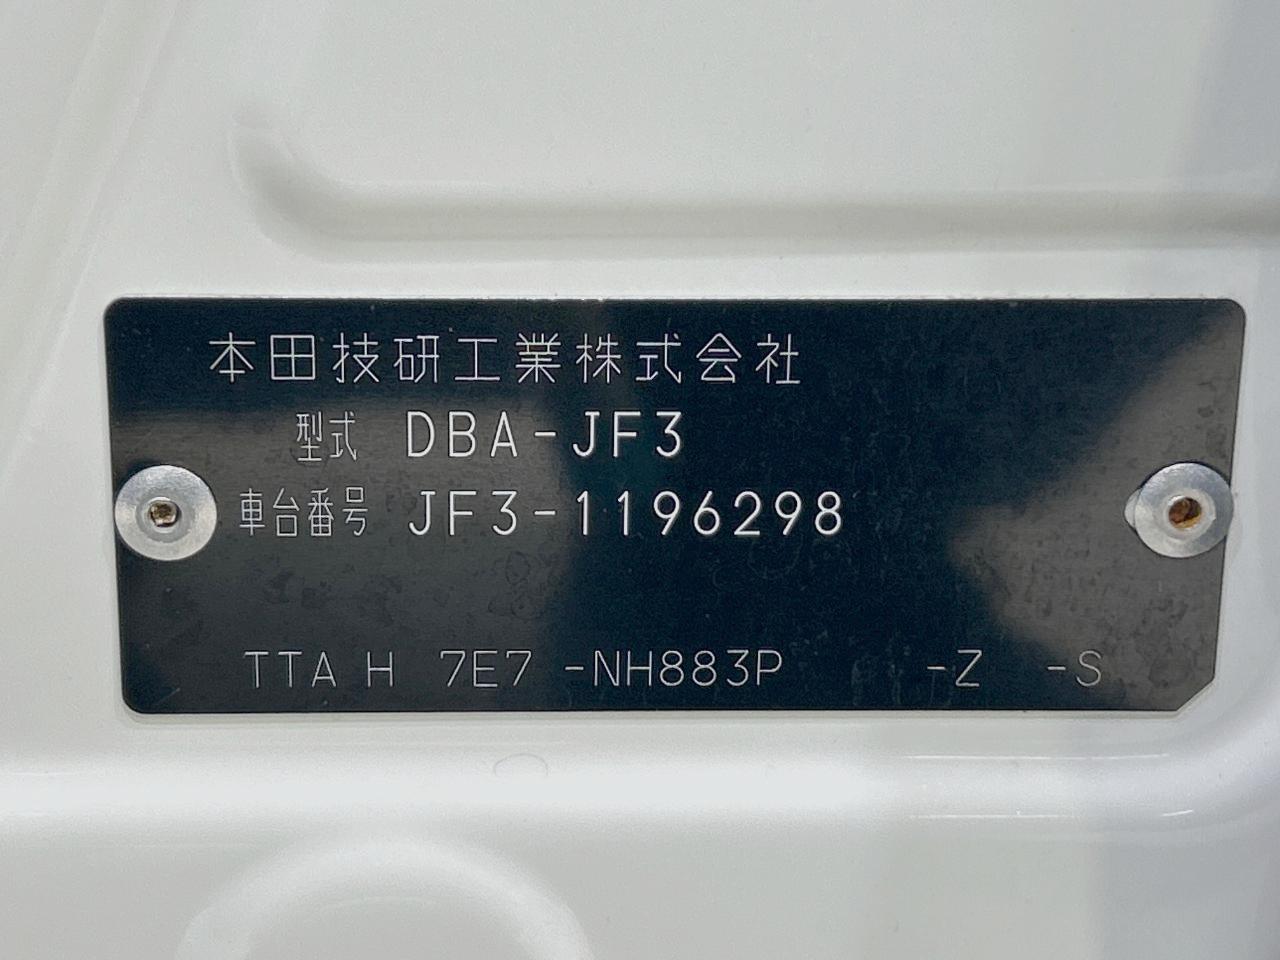 本田技研工業株式会社
型式 DBA-JF3
車台番号 JF3-1196298
TTA H 7E7 -NH883P -Z -S